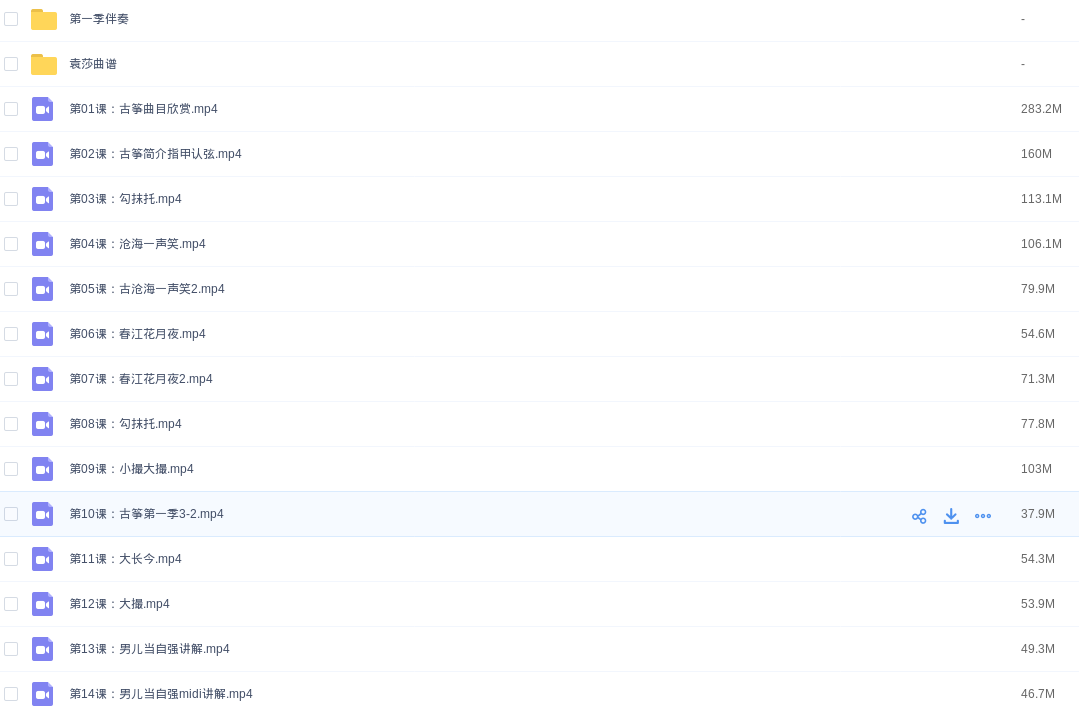 第一季伴奏 -
袁莎曲谱 -
第01课：古筝曲目欣赏.mp4 283.2M
第02课：古筝简介指甲认弦.mp4 160M
第03课：勾抹托.mp4 113.1M
第04课：沧海一声笑.mp4 106.1M
第05课：古沧海一声笑2.mp4 79.9M
第06课：春江花月夜.mp4 54.6M
第07课：春江花月夜2.mp4 71.3M
第08课：勾抹托.mp4 77.8M
第09课：小撮大撮.mp4 103M
第10课：古筝第一季3-2.mp4 37.9M
第11课：大长今.mp4 54.3M
第12课：大撮.mp4 53.9M
第13课：男儿当自强讲解.mp4 49.3M
第14课：男儿当自强midi讲解.mp4 46.7M